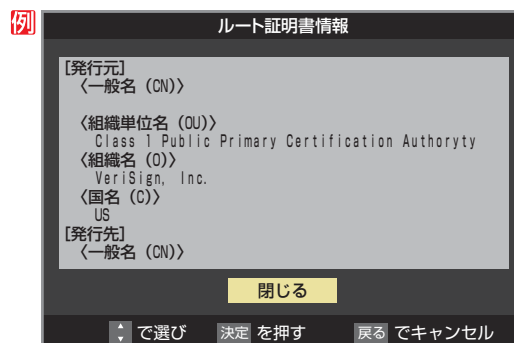 例
ルート証明書情報
[発行元]
〈一般名（CN）〉
〈組織単位名（OU）〉
Class 1 Public Primary Certification Authoryty
〈組織名（O）〉
VeriSign, Inc.
〈国名（C）〉
US
[発行先]
〈一般名（CN）〉
閉じる
で選び 決定 を押す 戻る でキャンセル